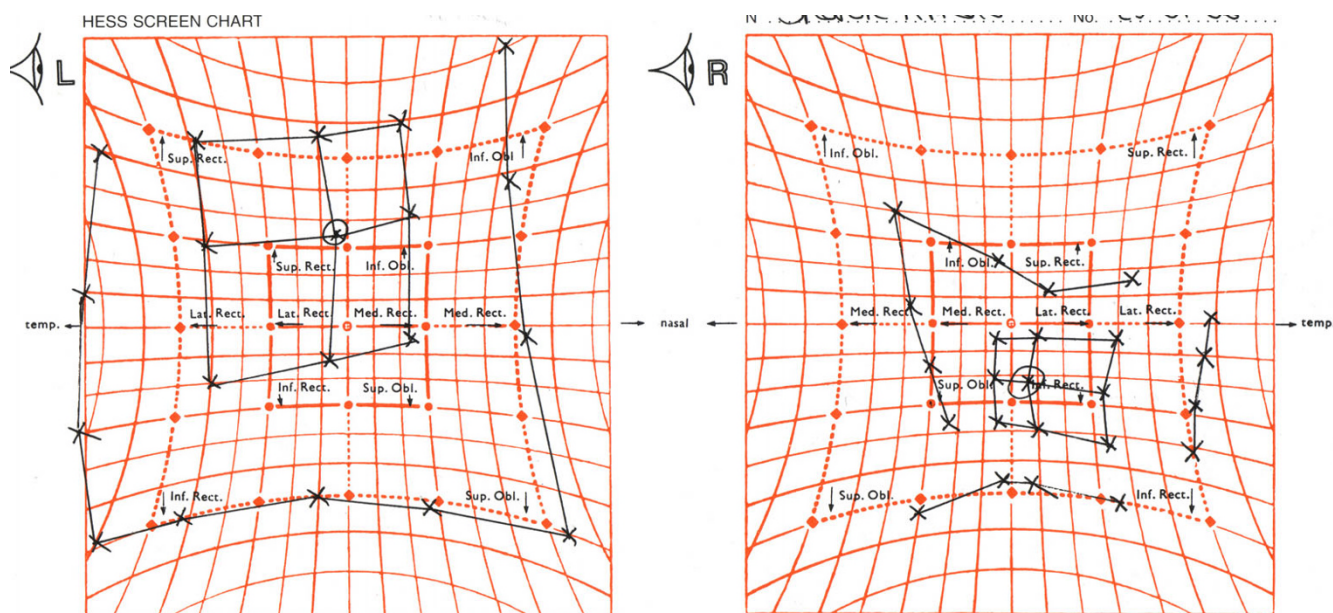 HESS SCREEN CHART
N No.
L
R
Sup. Rect. Inf. Obl.
Inf. Obl. Sup. Rect.
Sup. Rect. Inf. Obl.
Inf. Obl. Sup. Rect.
temp. Lat. Rect. Lat. Rect. Med. Rect. Med. Rect. nasal Med. Rect. Med. Rect. Lat. Rect. Lat. Rect. temp.
Inf. Rect. Sup. Obl.
Sup. Obl. Inf. Rect.
Inf. Rect. Sup. Obl.
Sup. Obl. Inf. Rect.